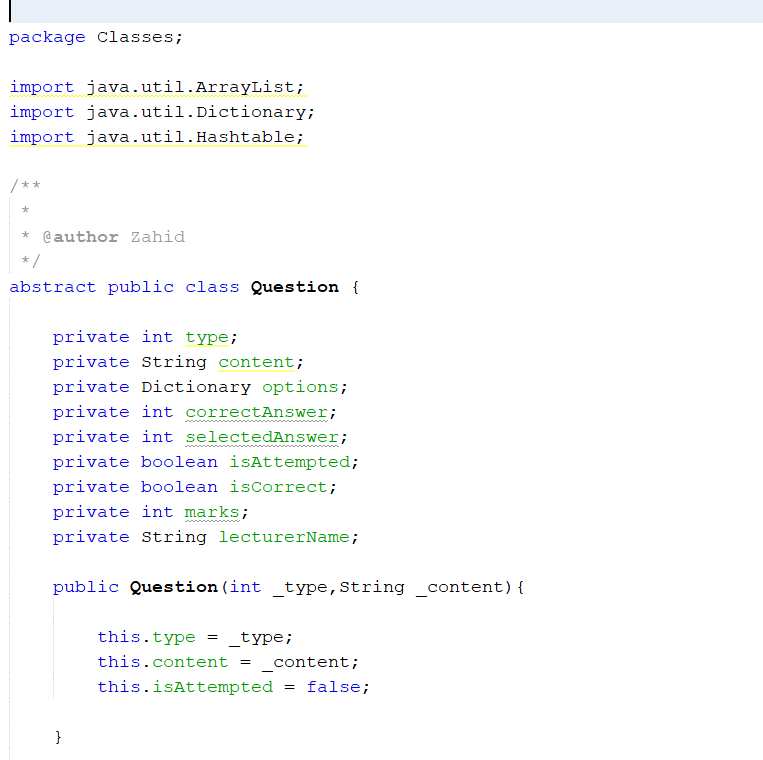 package Classes;
import java.util.ArrayList;
import java.util.Dictionary;
import java.util.Hashtable;
/**
 *
 * @author Zahid
 */
abstract public class Question {
    private int type;
    private String content;
    private Dictionary options;
    private int correctAnswer;
    private int selectedAnswer;
    private boolean isAttempted;
    private boolean isCorrect;
    private int marks;
    private String lecturerName;
    public Question(int _type,String _content){
        this.type = _type;
        this.content = _content;
        this.isAttempted = false;
    }